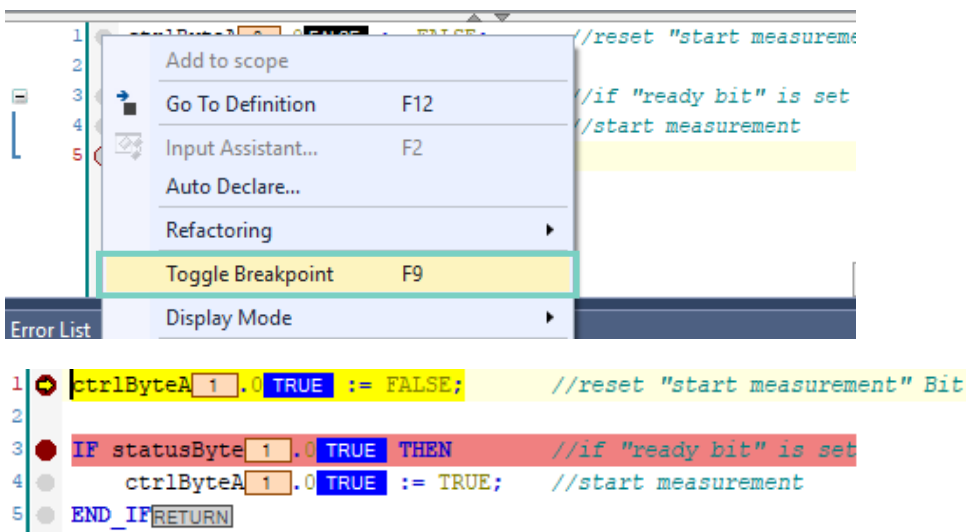 1 ctrlByteA 0 .0 FALSE := FALSE; //reset "start measureme
2 Add to scope
3 Go To Definition F12 //if "ready bit" is set
4 //start measurement
5 Input Assistant... F2
Auto Declare...
Refactoring
Toggle Breakpoint F9
Display Mode
Error List
1 ctrlByteA 1 .0 TRUE := FALSE; //reset "start measurement" Bit
2
3 IF statusByte 1 .0 TRUE THEN //if "ready bit" is set
4 ctrlByteA 1 .0 TRUE := TRUE; //start measurement
5 END_IF RETURN